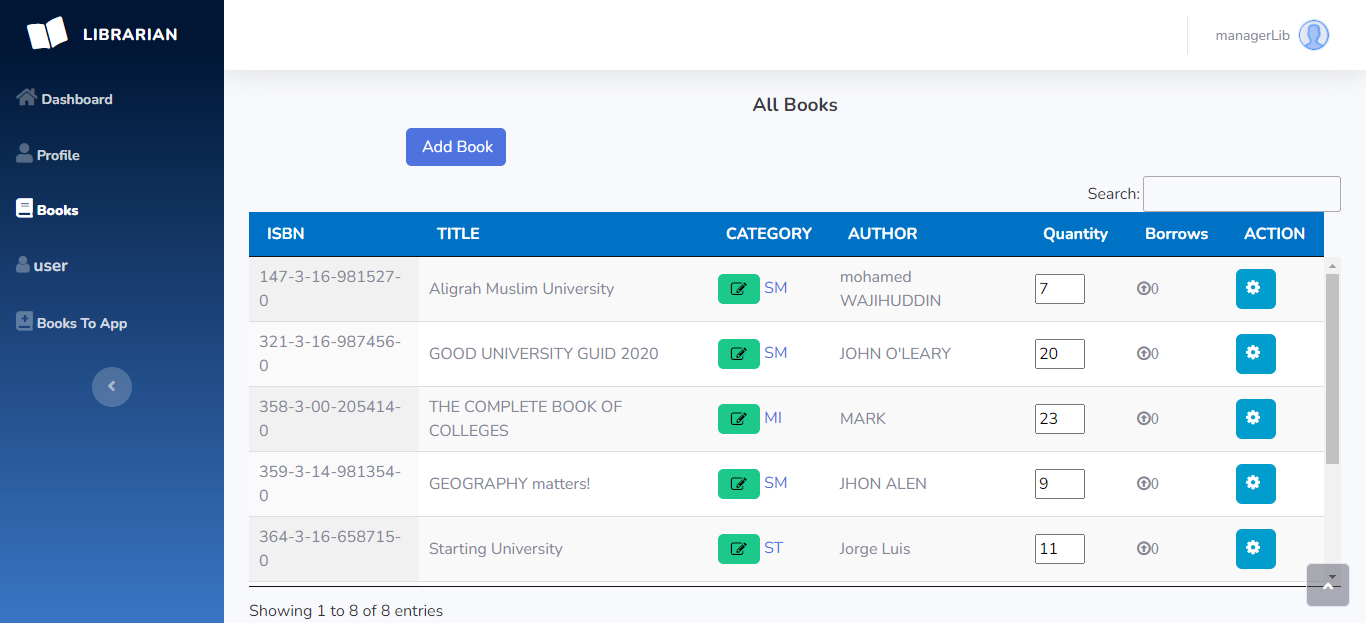 LIBRARIAN
managerLib
Dashboard
Profile
Books
user
Books To App
All Books
Add Book
Search:
ISBN TITLE CATEGORY AUTHOR Quantity Borrows ACTION
147-3-16-981527-
0
Aligrah Muslim University
SM
mohamed
WAJIHUDDIN
7
0
321-3-16-987456-
0
GOOD UNIVERSITY GUID 2020
SM
JOHN O'LEARY
20
0
358-3-00-205414-
0
THE COMPLETE BOOK OF
COLLEGES
MI
MARK
23
0
359-3-14-981354-
0
GEOGRAPHY matters!
SM
JHON ALEN
9
0
364-3-16-658715-
0
Starting University
ST
Jorge Luis
11
0
Showing 1 to 8 of 8 entries